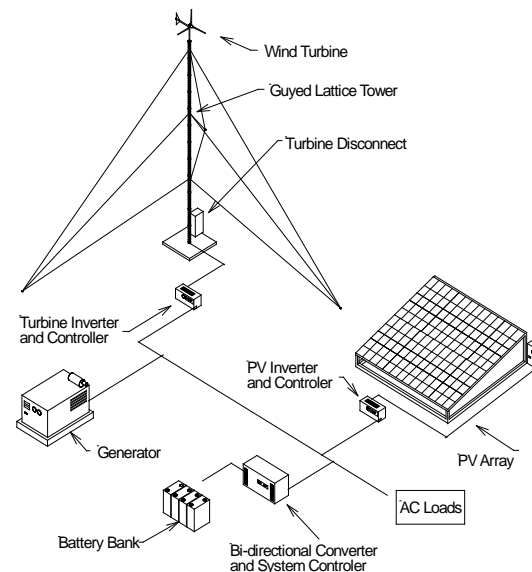 Wind Turbine
Guyed Lattice Tower
Turbine Disconnect
Turbine Inverter
and Controller
PV Inverter
and Controler
Generator
PV Array
AC Loads
Battery Bank
Bi-directional Converter
and System Controler